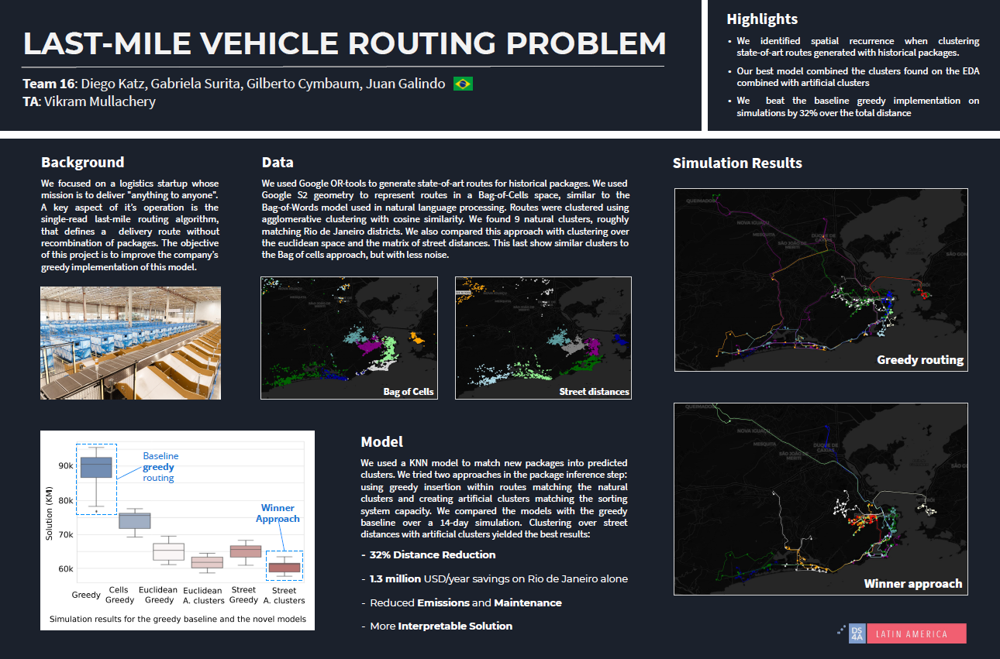 LAST-MILE VEHICLE ROUTING PROBLEM
Team 16: Diego Katz, Gabriela Surita, Gilberto Cymbaum, Juan Galindo
TA: Vikram Mullachery
Highlights
• We identified spatial recurrence when clustering
state-of-art routes generated with historical packages.
• Our best model combined the clusters found on the EDA
combined with artificial clusters
• We beat the baseline greedy implementation on
simulations by 32% over the total distance
Background
We focused on a logistics startup whose
mission is to deliver "anything to anyone".
A key aspect of it's operation is the
single-read last-mile routing algorithm,
that defines a delivery route without
recombination of packages. The objective
of this project is to improve the company's
greedy implementation of this model.
Data
We used Google OR-tools to generate state-of-art routes for historical packages. We used
Google S2 geometry to represent routes in a Bag-of-Cells space, similar to the
Bag-of-Words model used in natural language processing. Routes were clustered using
agglomerative clustering with cosine similarity. We found 9 natural clusters, roughly
matching Rio de Janeiro districts. We also compared this approach with clustering over
the euclidean space and the matrix of street distances. This last show similar clusters to
the Bag of cells approach, but with less noise.
Bag of Cells
Street distances
Simulation Results
QUEIMADOS
NOVA IGUAÇU
MESQUITA
DUQUE DE
CAXIAS
SÃO JOÃO DE
MERITI
SÃO GON
NITERÓI
Greedy routing
QUEIMADOS
NOVA IGUAÇU
MESQUITA
DUQUE DE
CAXIAS
SÃO JOÃO DE
MERITI
SÃO GO
NITERÓI
Winner approach
Solution (KM)
90k
80k
70k
60k
Baseline
greedy
routing
Winner
Approach
Greedy
Cells
Greedy
Euclidean
Greedy
Euclidean
A. clusters
Street
Greedy
Street
A. clusters
Simulation results for the greedy baseline and the novel models
Model
We used a KNN model to match new packages into predicted
clusters. We tried two approaches in the package inference step:
using greedy insertion within routes matching the natural
clusters and creating artificial clusters matching the sorting
system capacity. We compared the models with the greedy
baseline over a 14-day simulation. Clustering over street
distances with artificial clusters yielded the best results:
- 32% Distance Reduction
- 1.3 million USD/year savings on Rio de Janeiro alone
- Reduced Emissions and Maintenance
- More Interpretable Solution
DS
4A
LATIN AMERICA